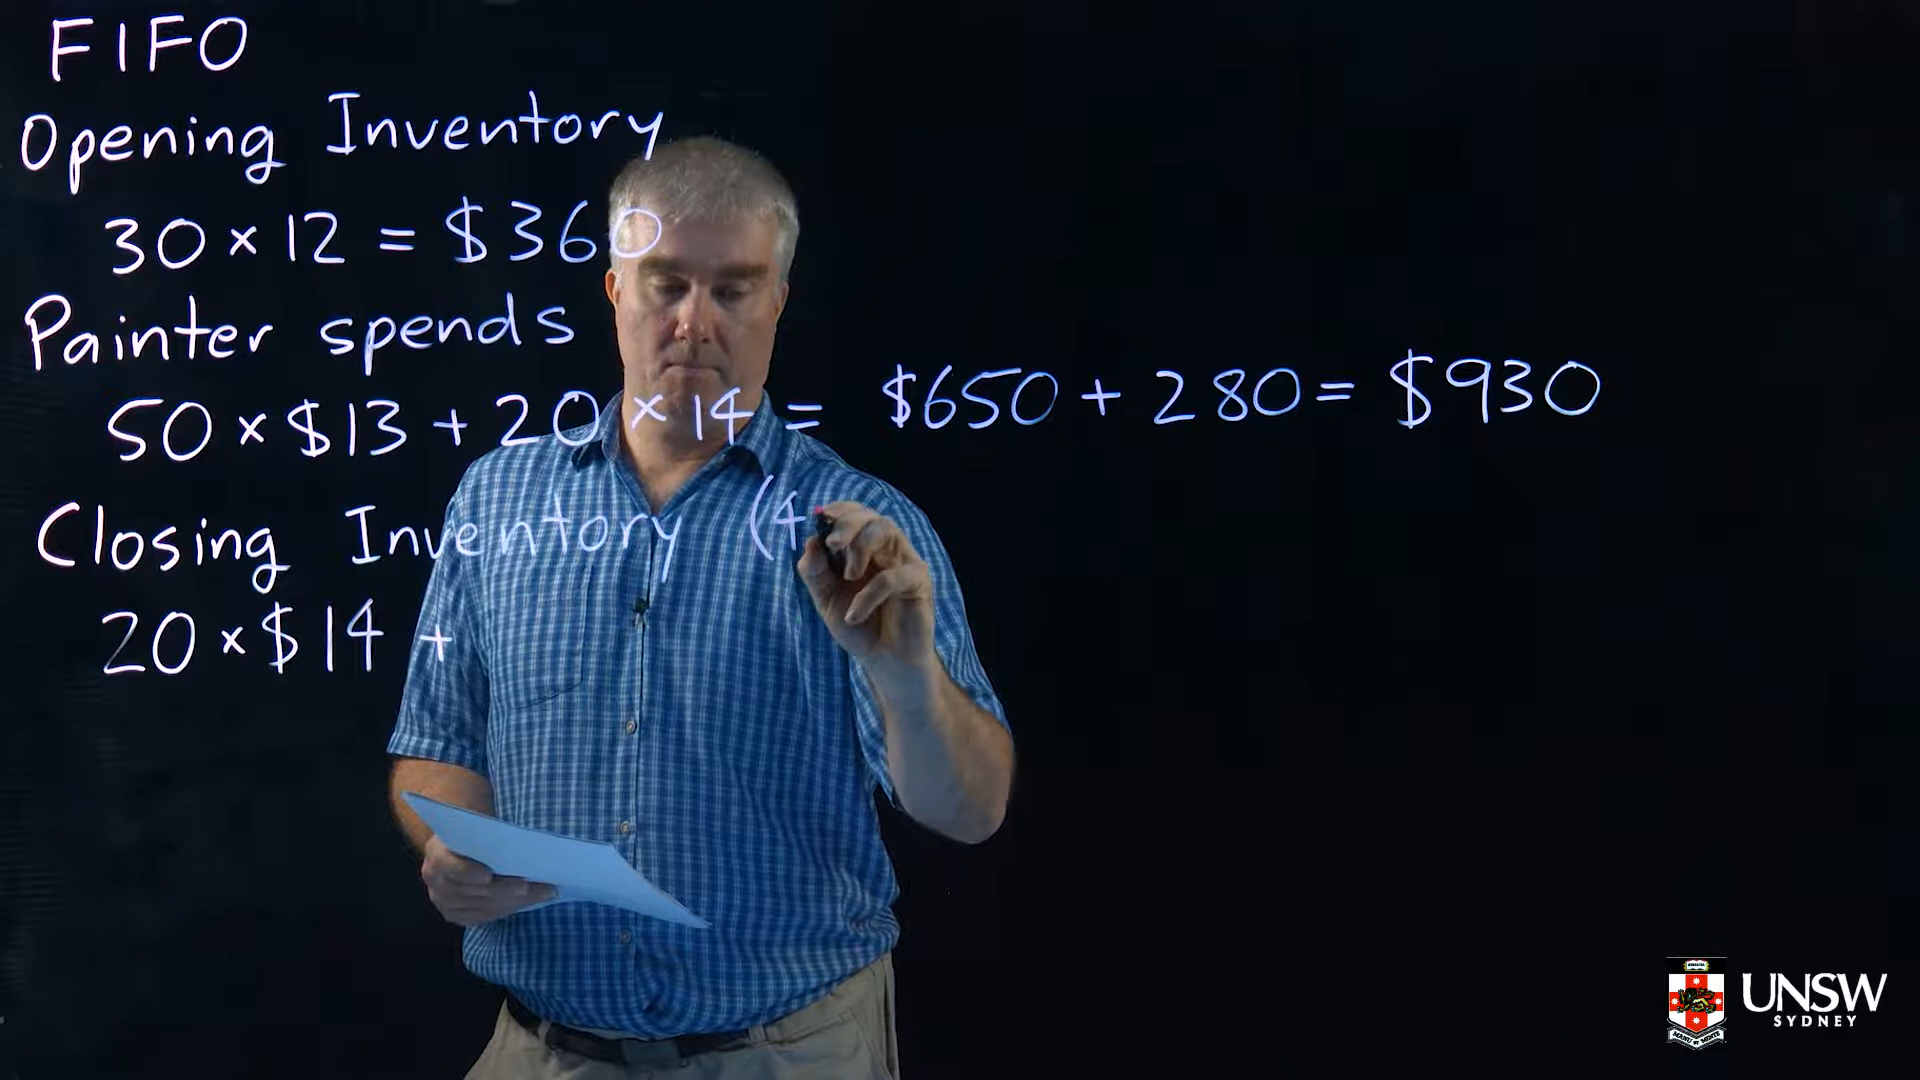 FIFO
Opening Inventory
30 × 12 = $360
Painter spends
50 × $13 + 20 × 14 = $650 + 280 = $930
Closing Inventory (4
20 × $14 +
UNSW
SYDNEY